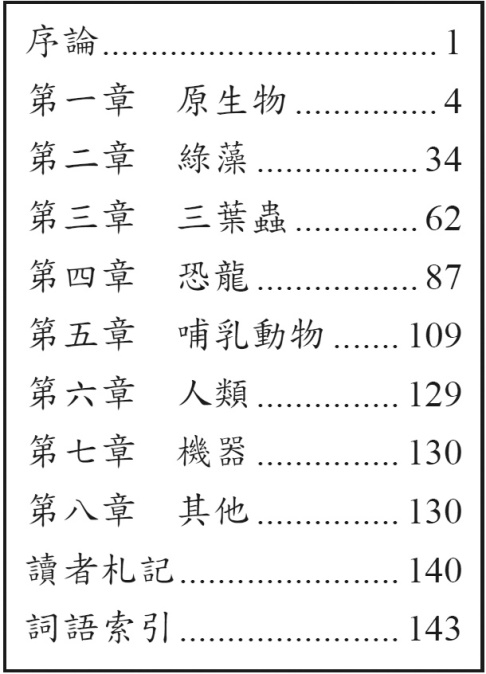 序論.................................... 1
第一章　原生物............... 4
第二章　綠藻................. 34
第三章　三葉蟲............. 62
第四章　恐龍................. 87
第五章　哺乳動物....... 109
第六章　人類............... 129
第七章　機器............... 130
第八章　其他............... 130
讀者札記........................ 140
詞語索引........................ 143